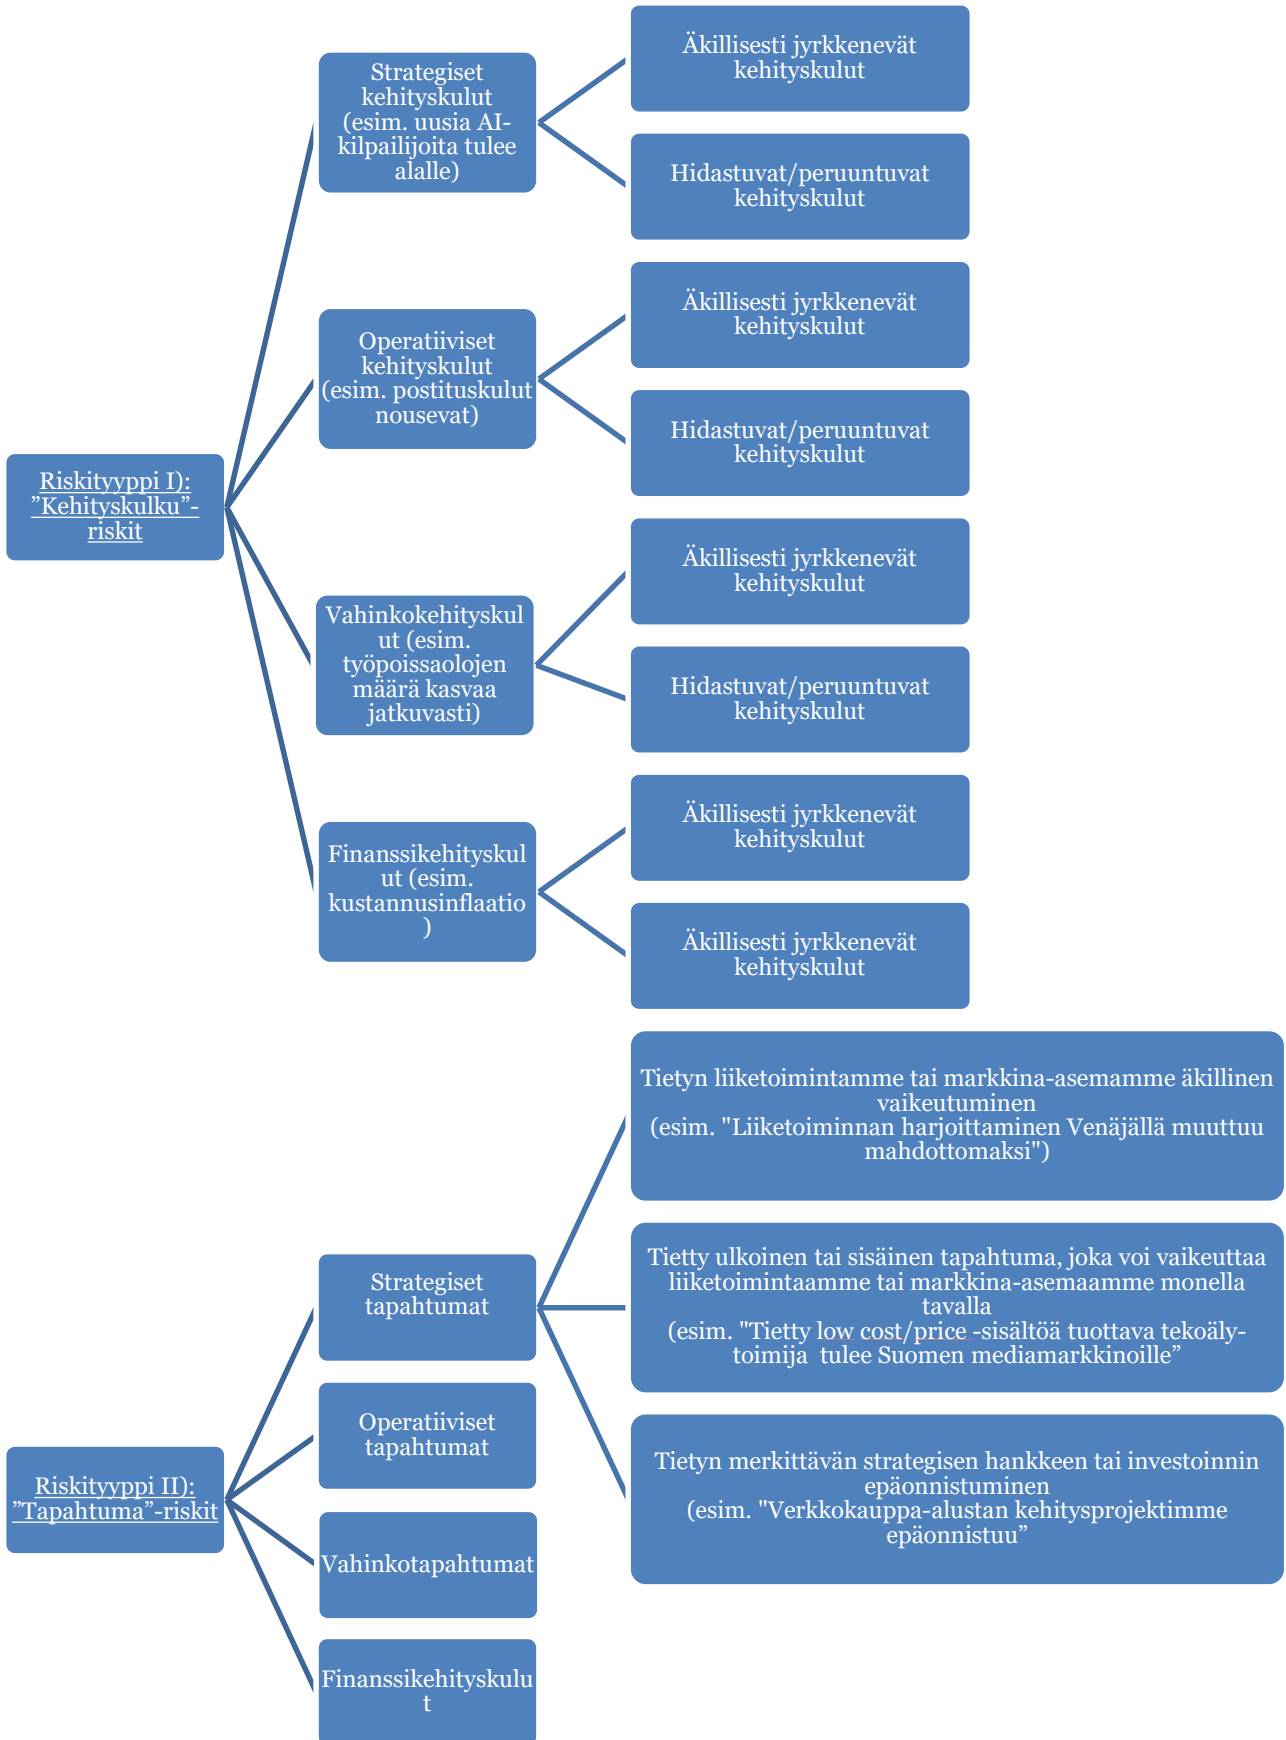 Riskityyppi I):
”Kehityskulku”-
riskit
Strategiset
kehityskulut
(esim. uusia AI-
kilpailijoita tulee
alalle)
Äkillisesti jyrkkenevät
kehityskulut
Hidastuvat/peruuntuvat
kehityskulut
Operatiiviset
kehityskulut
(esim. postituskulut
nousevat)
Äkillisesti jyrkkenevät
kehityskulut
Hidastuvat/peruuntuvat
kehityskulut
Vahinkokehityskul
ut (esim.
työpoissaolojen
määrä kasvaa
jatkuvasti)
Äkillisesti jyrkkenevät
kehityskulut
Hidastuvat/peruuntuvat
kehityskulut
Finanssikehityskul
ut (esim.
kustannusinflaatio
)
Äkillisesti jyrkkenevät
kehityskulut
Äkillisesti jyrkkenevät
kehityskulut
Riskityyppi II):
”Tapahtuma”-riskit
Strategiset
tapahtumat
Tietyn liiketoimintamme tai markkina-asemamme äkillinen
vaikeutuminen
(esim. "Liiketoiminnan harjoittaminen Venäjällä muuttuu
mahdottomaksi")
Tietty ulkoinen tai sisäinen tapahtuma, joka voi vaikeuttaa
liiketoimintaamme tai markkina-asemaamme monella
tavalla
(esim. "Tietty low cost/price -sisältöä tuottava tekoäly-
toimija  tulee Suomen mediamarkkinoille”
Tietyn merkittävän strategisen hankkeen tai investoinnin
epäonnistuminen
(esim. "Verkkokauppa-alustan kehitysprojektimme
epäonnistuu”
Operatiiviset
tapahtumat
Vahinkotapahtumat
Finanssikehityskulu
t